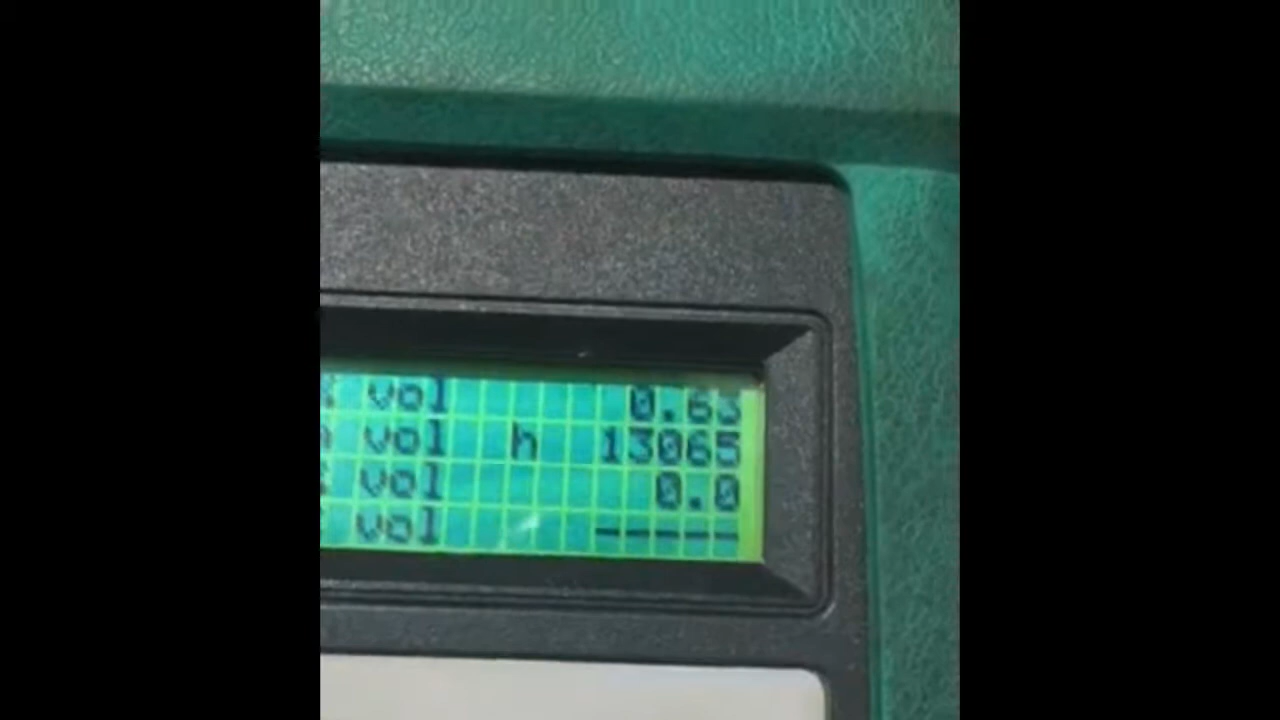 % vol 0.63
vol h 13065
% vol 0.0
vol -----